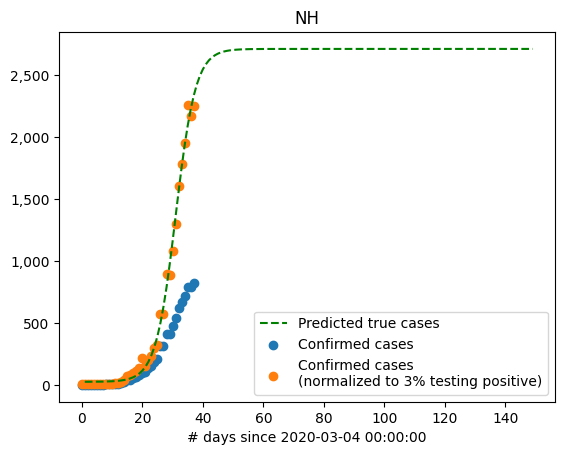 NH
2,500
2,000
1,500
1,000
500
0
0 20 40 60 80 100 120 140
# days since 2020-03-04 00:00:00
Predicted true cases
Confirmed cases
Confirmed cases
(normalized to 3% testing positive)